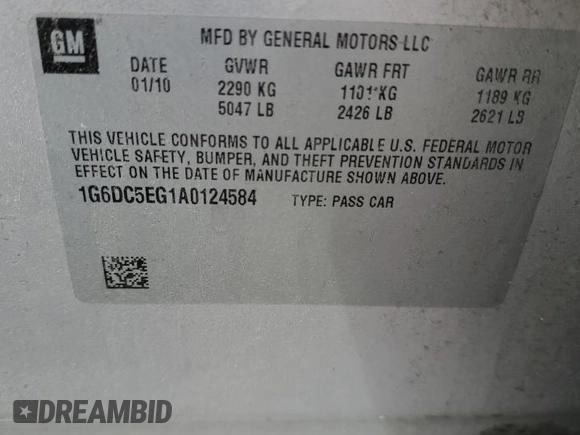 GM
MFD BY GENERAL MOTORS LLC
DATE GVWR GAWR FRT GAWR RR
01/10 2290 KG 1101 KG 1189 KG
5047 LB 2426 LB 2621 LB
THIS VEHICLE CONFORMS TO ALL APPLICABLE U.S. FEDERAL MOTOR
VEHICLE SAFETY, BUMPER, AND THEFT PREVENTION STANDARDS IN
EFFECT ON THE DATE OF MANUFACTURE SHOWN ABOVE.
1G6DC5EG1A0124584 TYPE: PASS CAR
DREAMBID